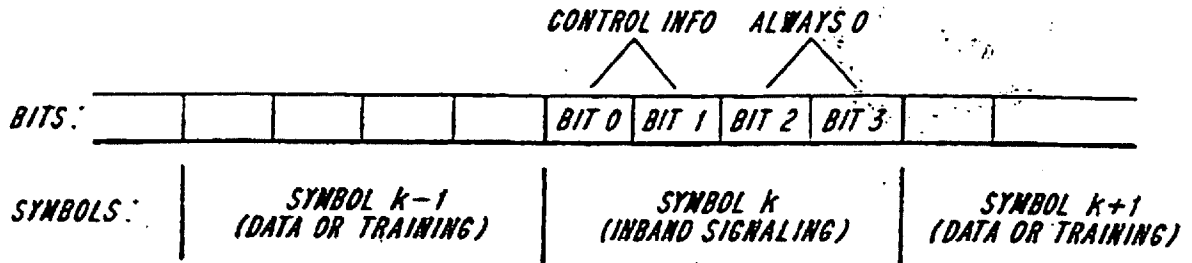 CONTROL INFO ALWAYS 0
BITS: BIT 0 BIT 1 BIT 2 BIT 3
SYMBOLS: SYMBOL k-1 SYMBOL k SYMBOL k+1
(DATA OR TRAINING) (INBAND SIGNALING) (DATA OR TRAINING)